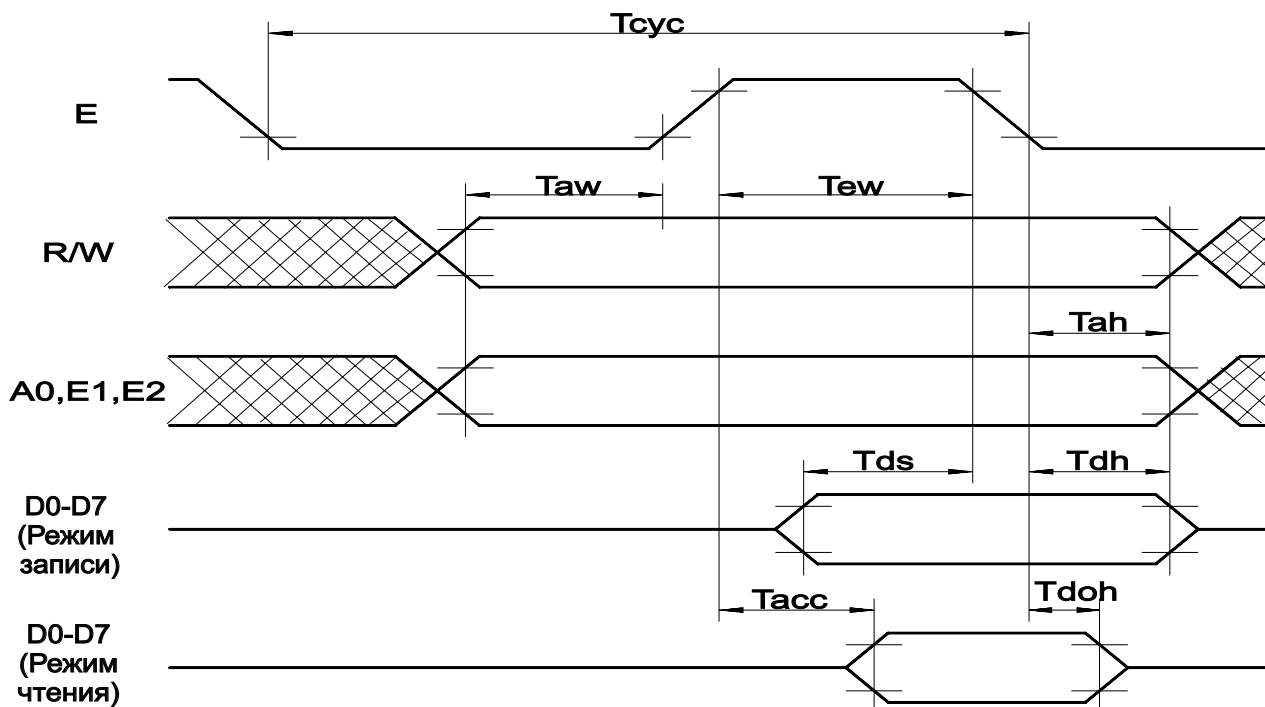 Tcyc
E
Taw
Tew
R/W
Tah
A0,E1,E2
Tds
Tdh
D0-D7
(Режим
записи)
Tacc
Tdoh
D0-D7
(Режим
чтения)